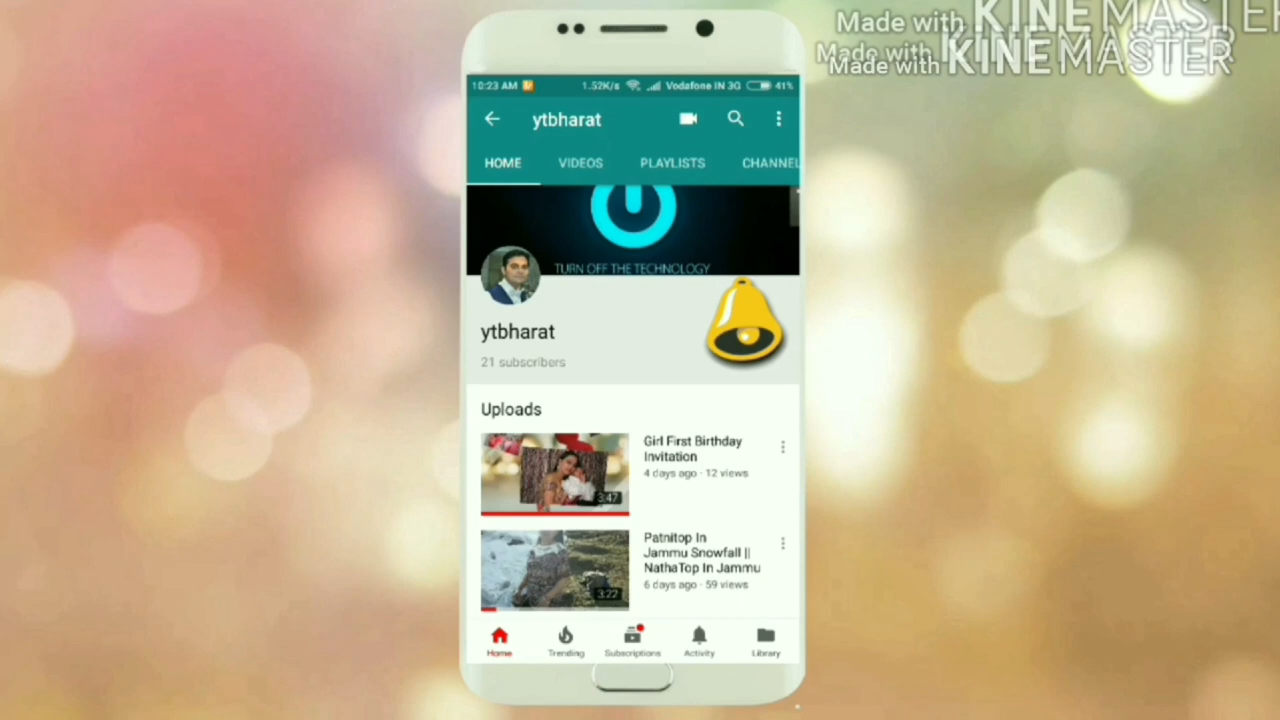 Made with KINEMASTER
Made with KINEMASTER
Made with
10:23 AM 1.52K/s Vodafone IN 3G 41%
ytbharat
HOME VIDEOS PLAYLISTS CHANNEL
TURN OFF THE TECHNOLOGY
ytbharat
21 subscribers
Uploads
Girl First Birthday
Invitation
4 days ago · 12 views
3:47
Patnitop In
Jammu Snowfall ||
NathaTop In Jammu
6 days ago · 59 views
3:22
Home Trending Subscriptions Activity Library